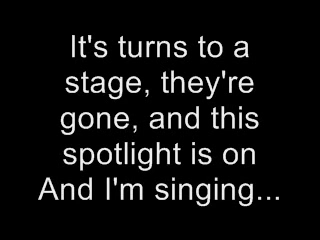 It's turns to a
stage, they're
gone, and this
spotlight is on
And I'm singing...